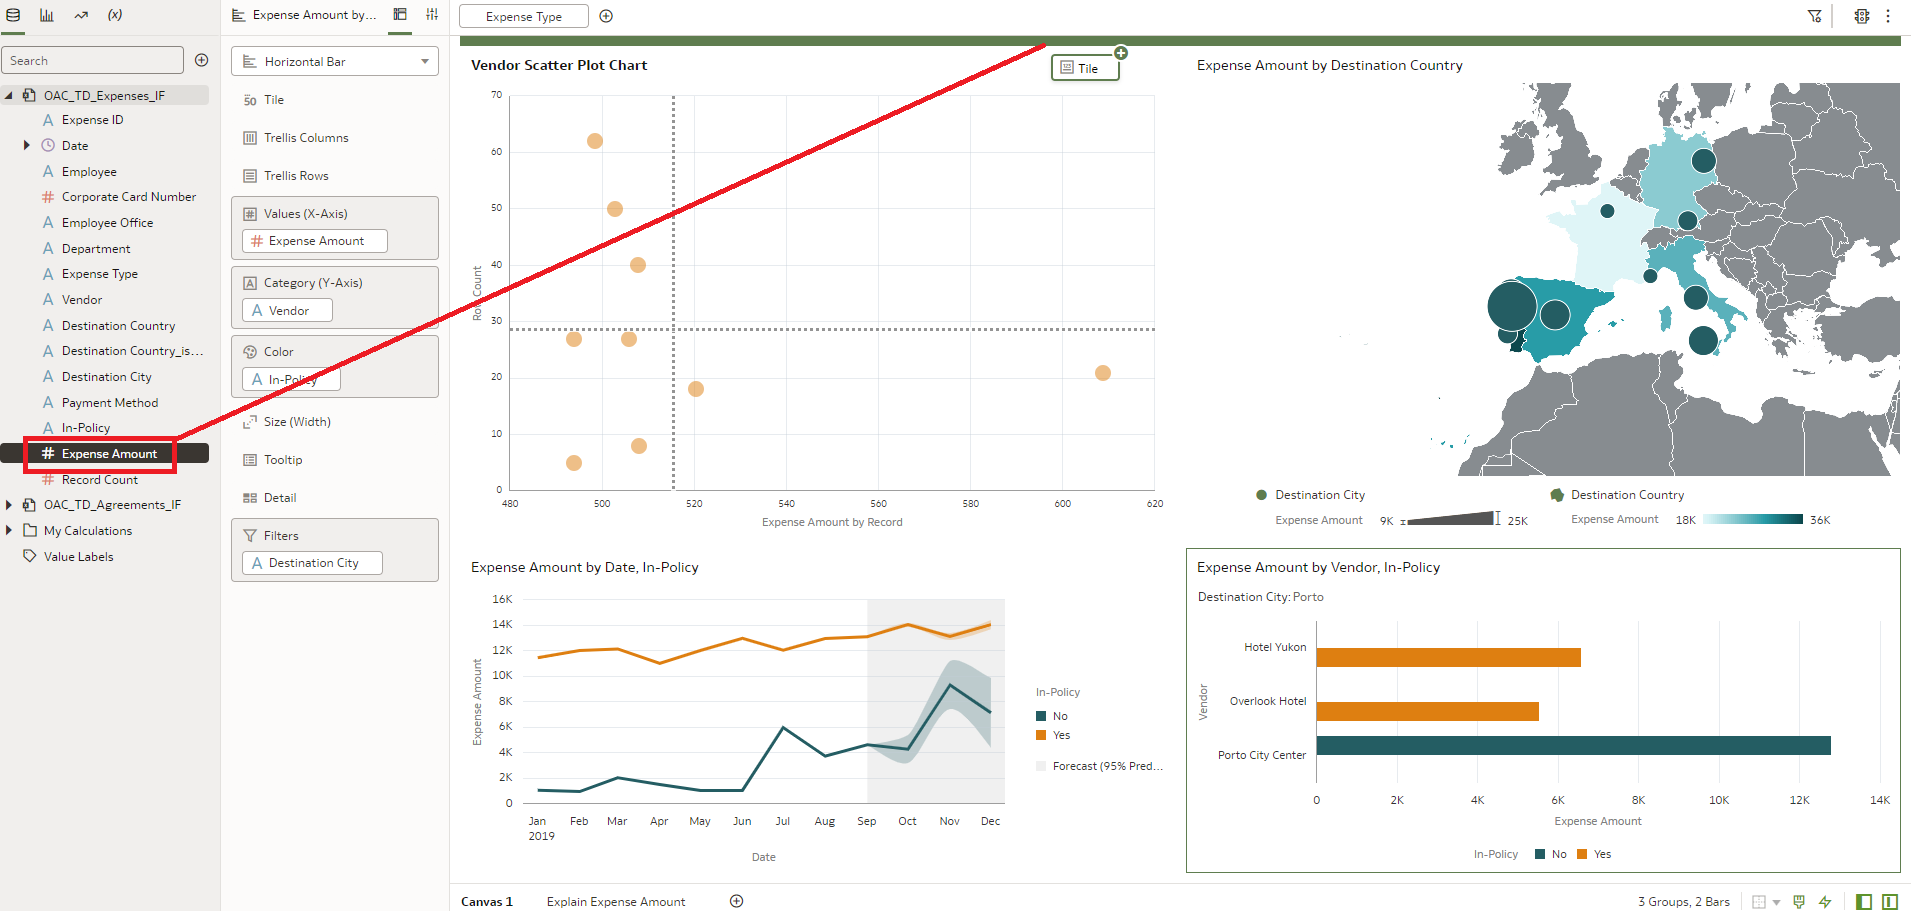 (x)
Expense Amount by...
Expense Type
Search
OAC_TD_Expenses_IF
Expense ID
Date
Employee
Corporate Card Number
Employee Office
Department
Expense Type
Vendor
Destination Country
Destination Country_is...
Destination City
Payment Method
In-Policy
Expense Amount
Record Count
OAC_TD_Agreements_IF
My Calculations
Value Labels
Horizontal Bar
50 Tile
Trellis Columns
Trellis Rows
Values (X-Axis)
Expense Amount
Category (Y-Axis)
Vendor
Color
In-Policy
Size (Width)
Tooltip
Detail
Filters
Destination City
Vendor Scatter Plot Chart
Tile
70
60
50
40
30
20
10
0
480 500 520 540 560 580 600 620
Expense Amount by Record
Expense Amount by Destination Country
Destination City
Expense Amount 9K 25K
Destination Country
Expense Amount 18K 36K
Expense Amount by Date, In-Policy
Expense Amount
16K
14K
12K
10K
8K
6K
4K
2K
0
Jan Feb Mar Apr May Jun Jul Aug Sep Oct Nov Dec
2019
Date
In-Policy
No
Yes
Forecast (95% Pred...
Expense Amount by Vendor, In-Policy
Destination City: Porto
Vendor
Hotel Yukon
Overlook Hotel
Porto City Center
0 2K 4K 6K 8K 10K 12K 14K
Expense Amount
In-Policy No Yes
Canvas 1 Explain Expense Amount
3 Groups, 2 Bars